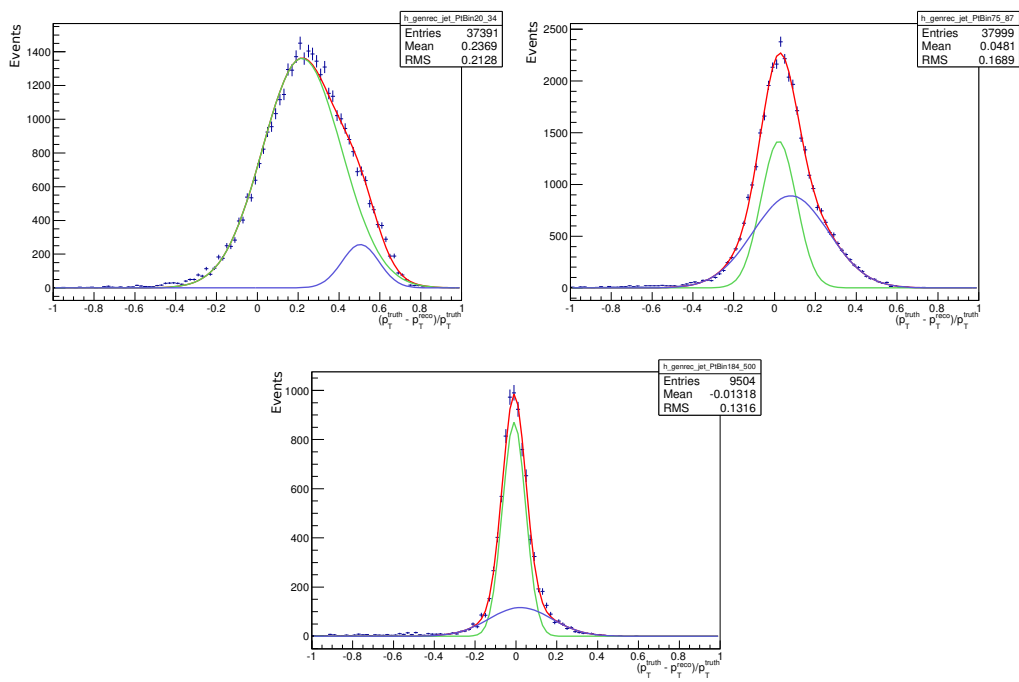 h_genrec_jet_PtBin20_34
Entries 37391
Mean 0.2369
RMS 0.2128
Events
1400
1200
1000
800
600
400
200
0
-1 -0.8 -0.6 -0.4 -0.2 0 0.2 0.4 0.6 0.8 1
(p_T^truth - p_T^reco)/p_T^truth
h_genrec_jet_PtBin75_87
Entries 37999
Mean 0.0481
RMS 0.1689
Events
2500
2000
1500
1000
500
0
-1 -0.8 -0.6 -0.4 -0.2 0 0.2 0.4 0.6 0.8 1
(p_T^truth - p_T^reco)/p_T^truth
h_genrec_jet_PtBin184_500
Entries 9504
Mean -0.01318
RMS 0.1316
Events
1000
800
600
400
200
0
-1 -0.8 -0.6 -0.4 -0.2 0 0.2 0.4 0.6 0.8 1
(p_T^truth - p_T^reco)/p_T^truth